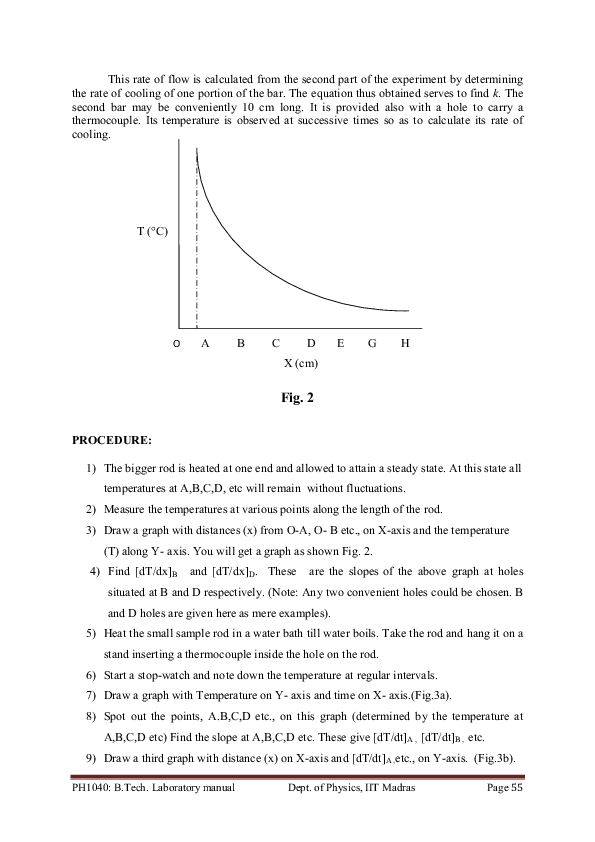 This rate of flow is calculated from the second part of the experiment by determining
the rate of cooling of one portion of the bar. The equation thus obtained serves to find k. The
second bar may be conveniently 10 cm long. It is provided also with a hole to carry a
thermocouple. Its temperature is observed at successive times so as to calculate its rate of
cooling.
T (°C)
O A B C D E G H
X (cm)
Fig. 2
PROCEDURE:
1) The bigger rod is heated at one end and allowed to attain a steady state. At this state all
temperatures at A,B,C,D, etc will remain without fluctuations.
2) Measure the temperatures at various points along the length of the rod.
3) Draw a graph with distances (x) from O-A, O- B etc., on X-axis and the temperature
(T) along Y- axis. You will get a graph as shown Fig. 2.
4) Find [dT/dx]B and [dT/dx]D. These are the slopes of the above graph at holes
situated at B and D respectively. (Note: Any two convenient holes could be chosen. B
and D holes are given here as mere examples).
5) Heat the small sample rod in a water bath till water boils. Take the rod and hang it on a
stand inserting a thermocouple inside the hole on the rod.
6) Start a stop-watch and note down the temperature at regular intervals.
7) Draw a graph with Temperature on Y- axis and time on X- axis.(Fig.3a).
8) Spot out the points, A.B,C,D etc., on this graph (determined by the temperature at
A,B,C,D etc) Find the slope at A,B,C,D etc. These give [dT/dt]A , [dT/dt]B , etc.
9) Draw a third graph with distance (x) on X-axis and [dT/dt]A,etc., on Y-axis. (Fig.3b).
PH1040: B.Tech. Laboratory manual Dept. of Physics, IIT Madras Page 55